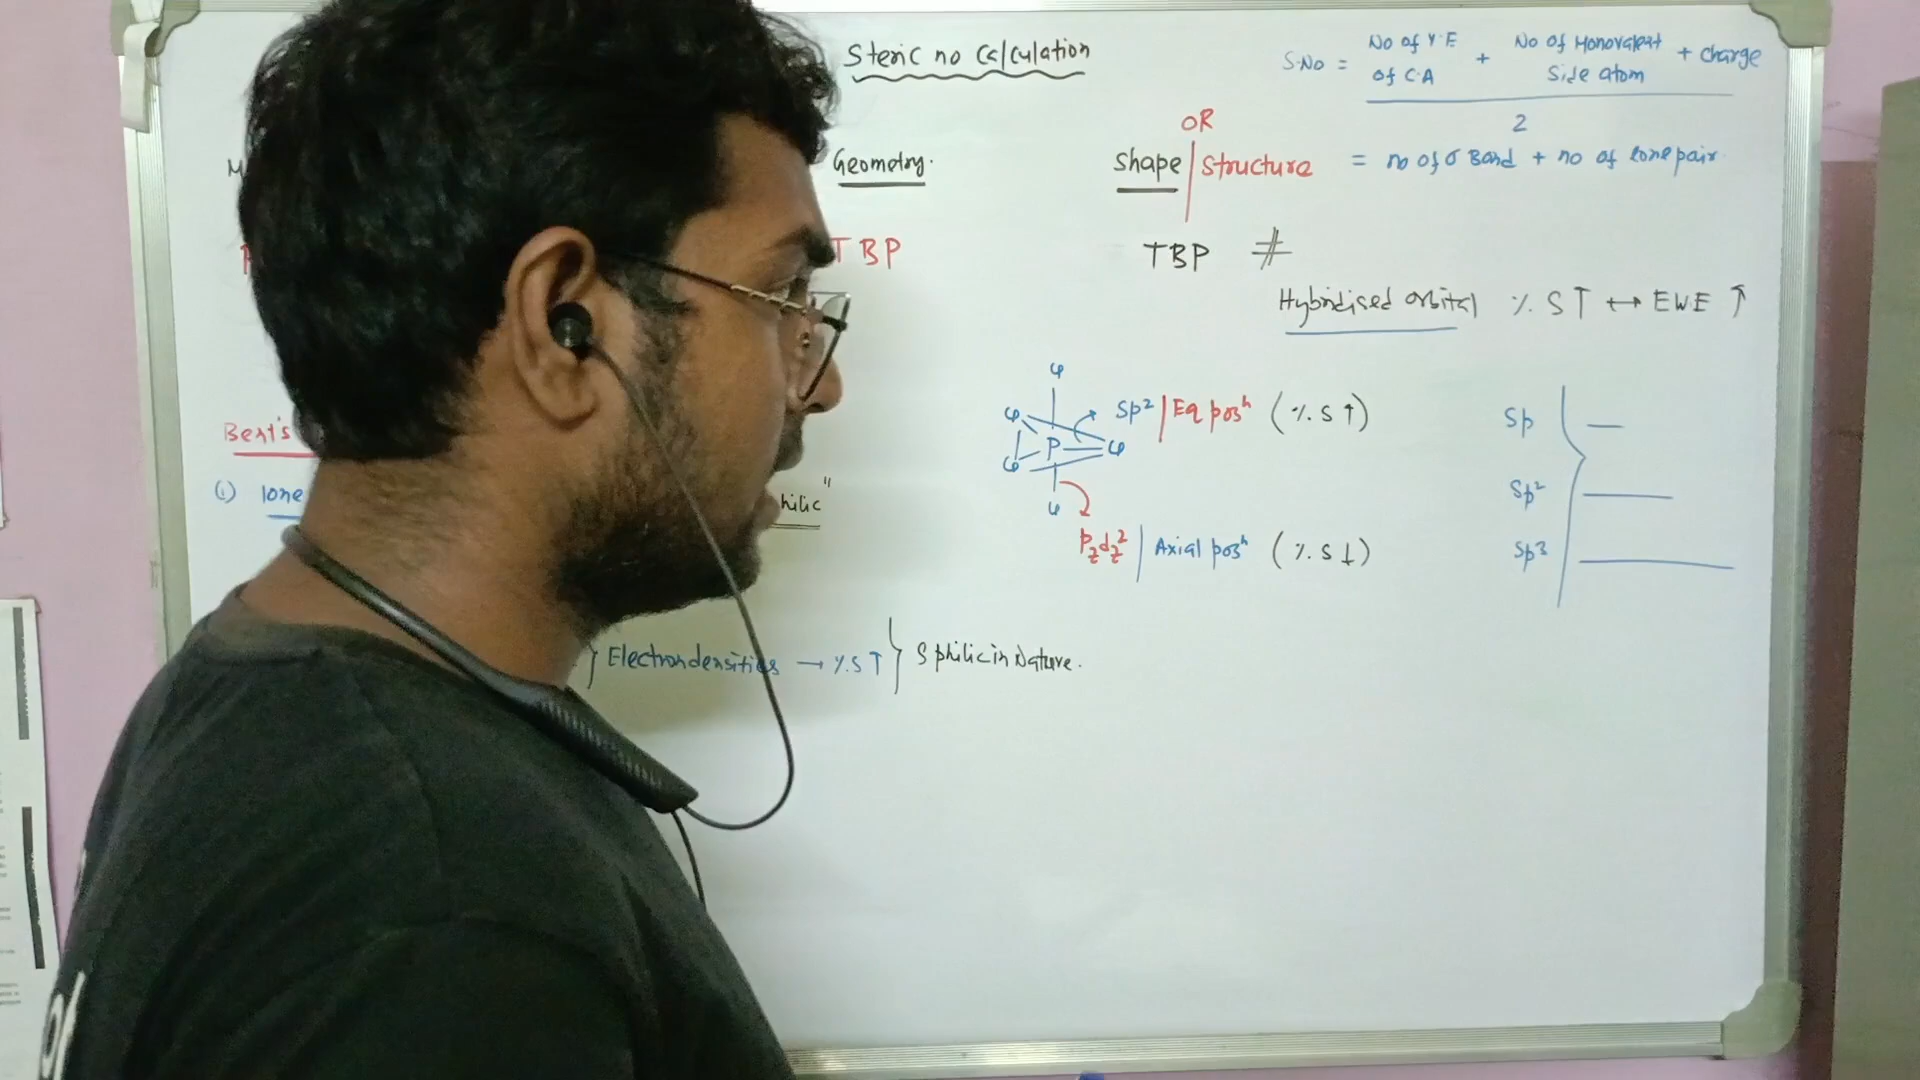 Steric no Calculation
S.No = No of V.E of C.A + No of Monovalent Side atom + charge
2
= no of σ Bond + no of lone pair
Geometry.
OR
Shape | Structure
TBP
TBP #
Hybridised orbital %. S ↑ ↔ EWE ↑
Bent's
(i) lone
hilic"
P
Sp² | Eq posⁿ (%. S ↑)
Pzdz² | Axial posⁿ (%. S ↓)
Sp
Sp²
Sp³
} Electrondensities → %.S ↑ } S philic in Nature.